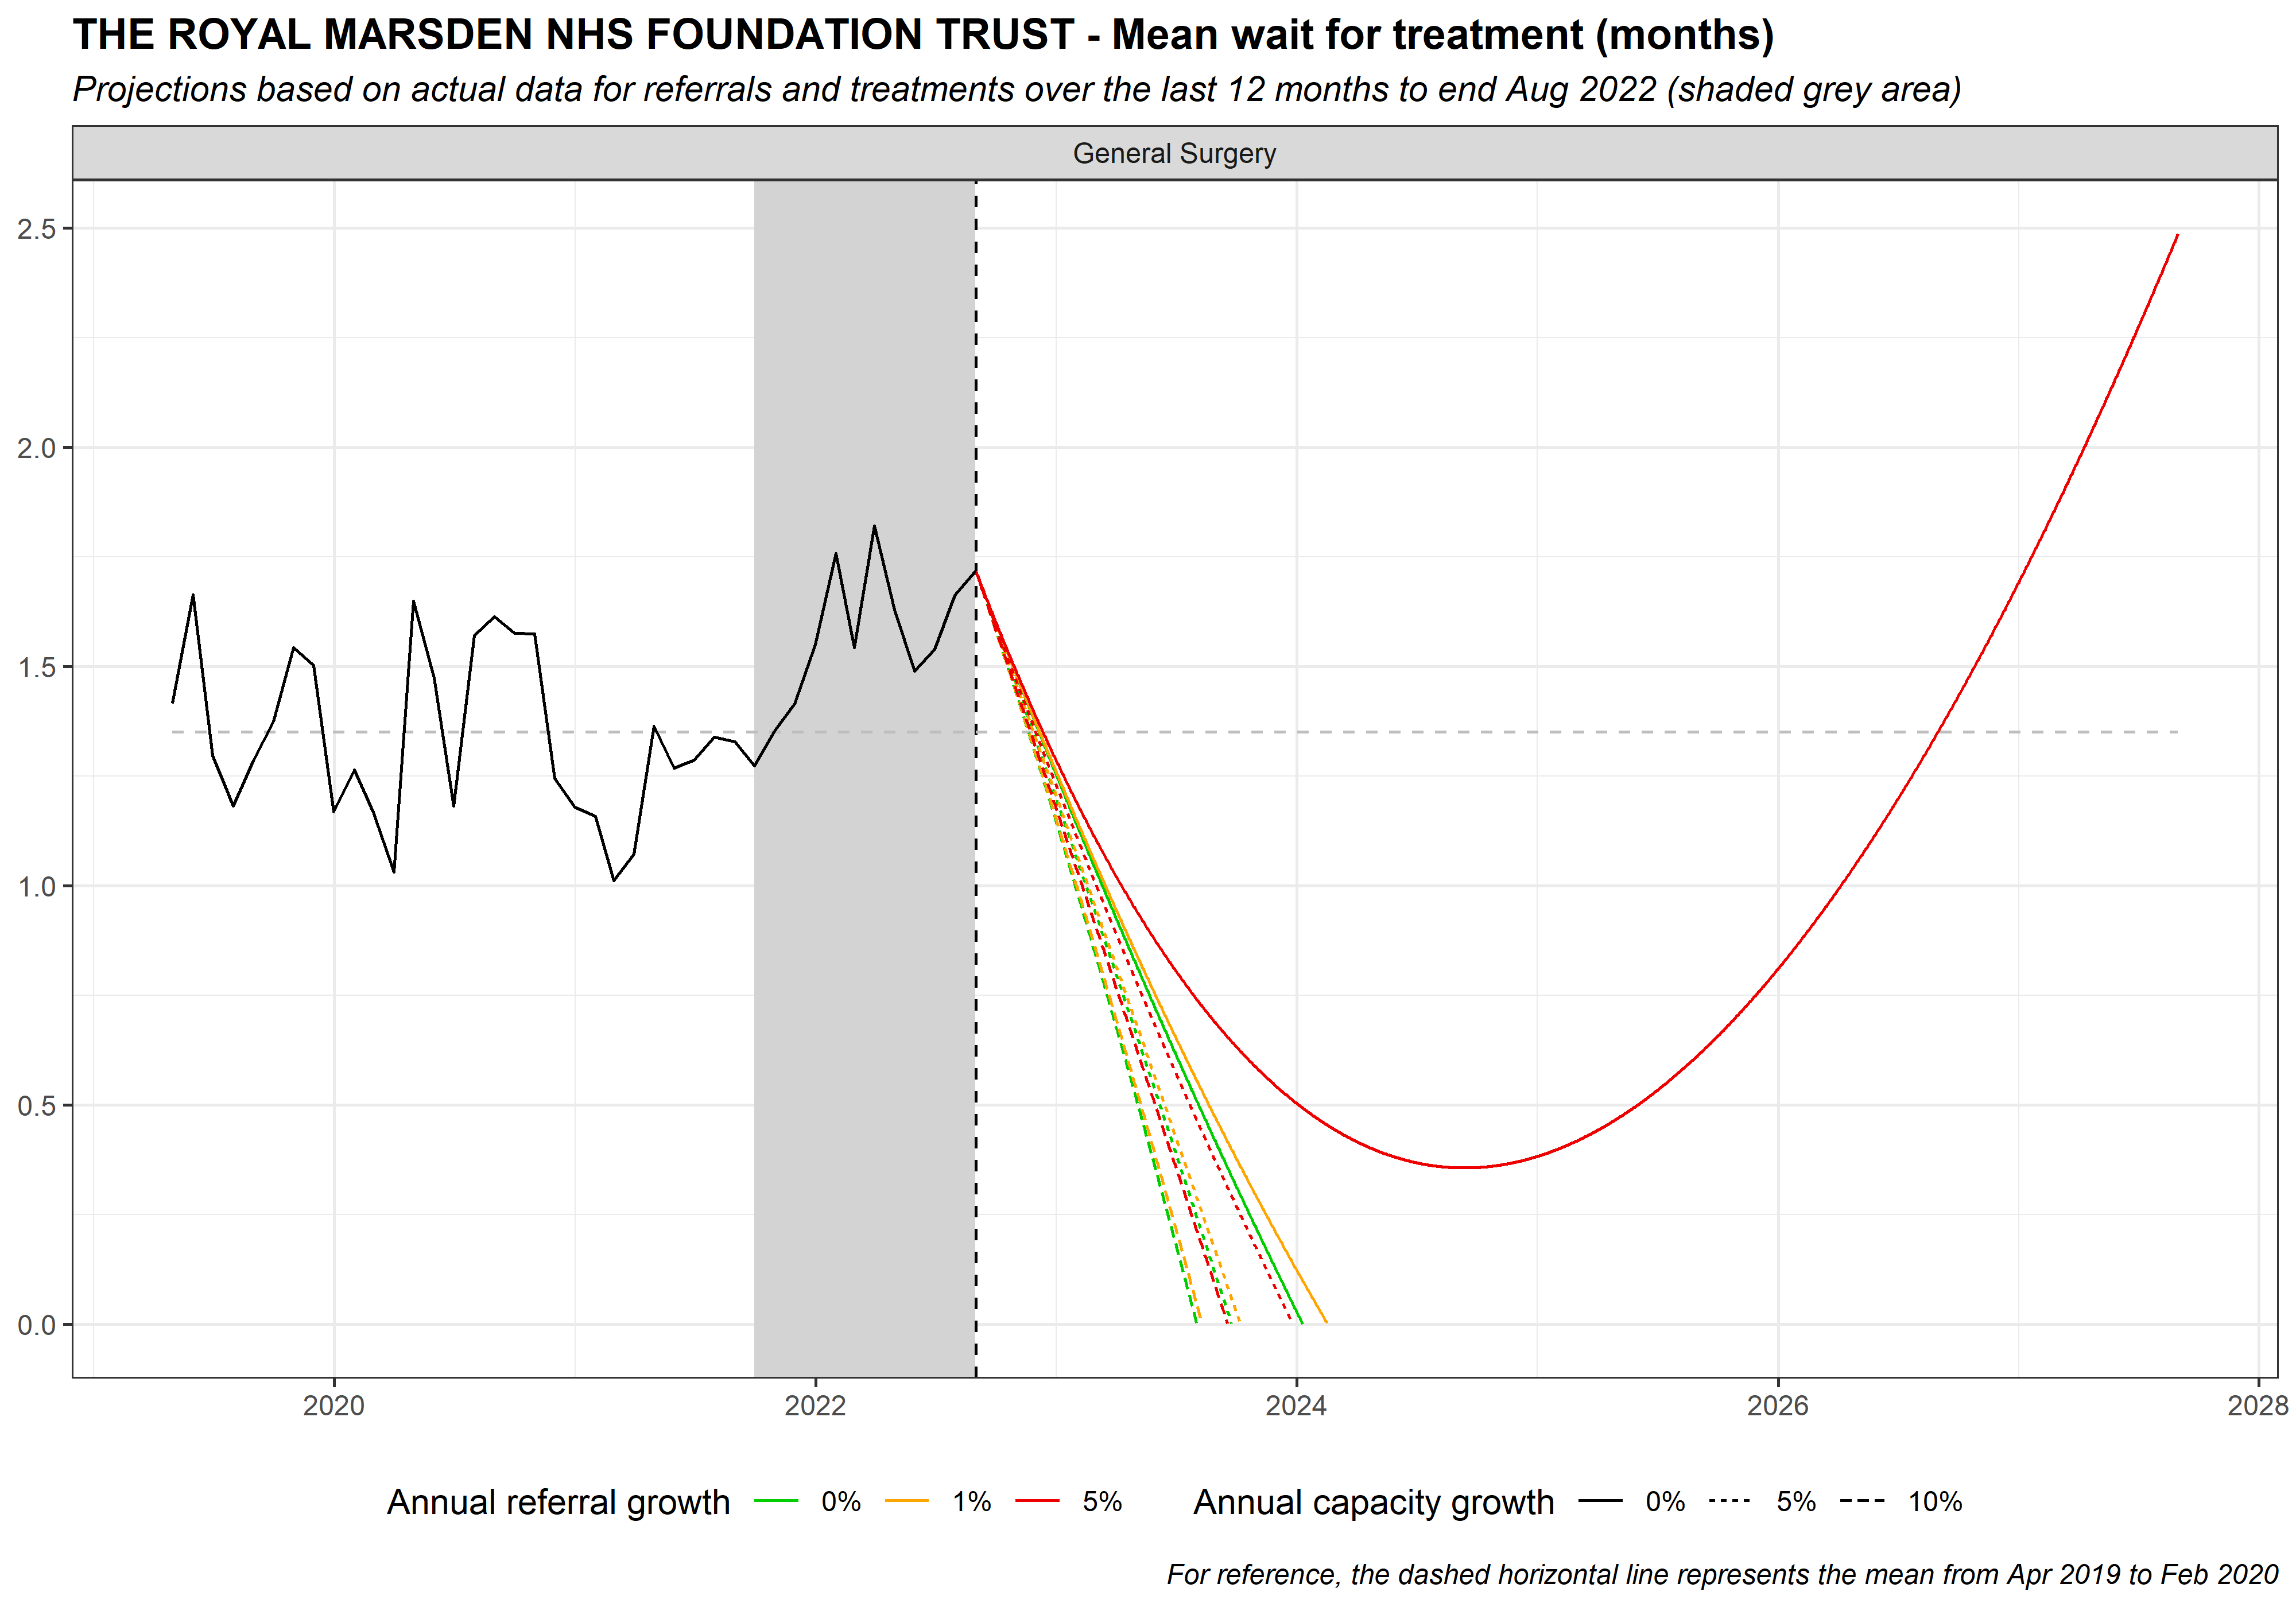 THE ROYAL MARSDEN NHS FOUNDATION TRUST - Mean wait for treatment (months)
Projections based on actual data for referrals and treatments over the last 12 months to end Aug 2022 (shaded grey area)
General Surgery
2.5
2.0
1.5
1.0
0.5
0.0
2020 2022 2024 2026 2028
Annual referral growth 0% 1% 5% Annual capacity growth 0% 5% 10%
For reference, the dashed horizontal line represents the mean from Apr 2019 to Feb 2020